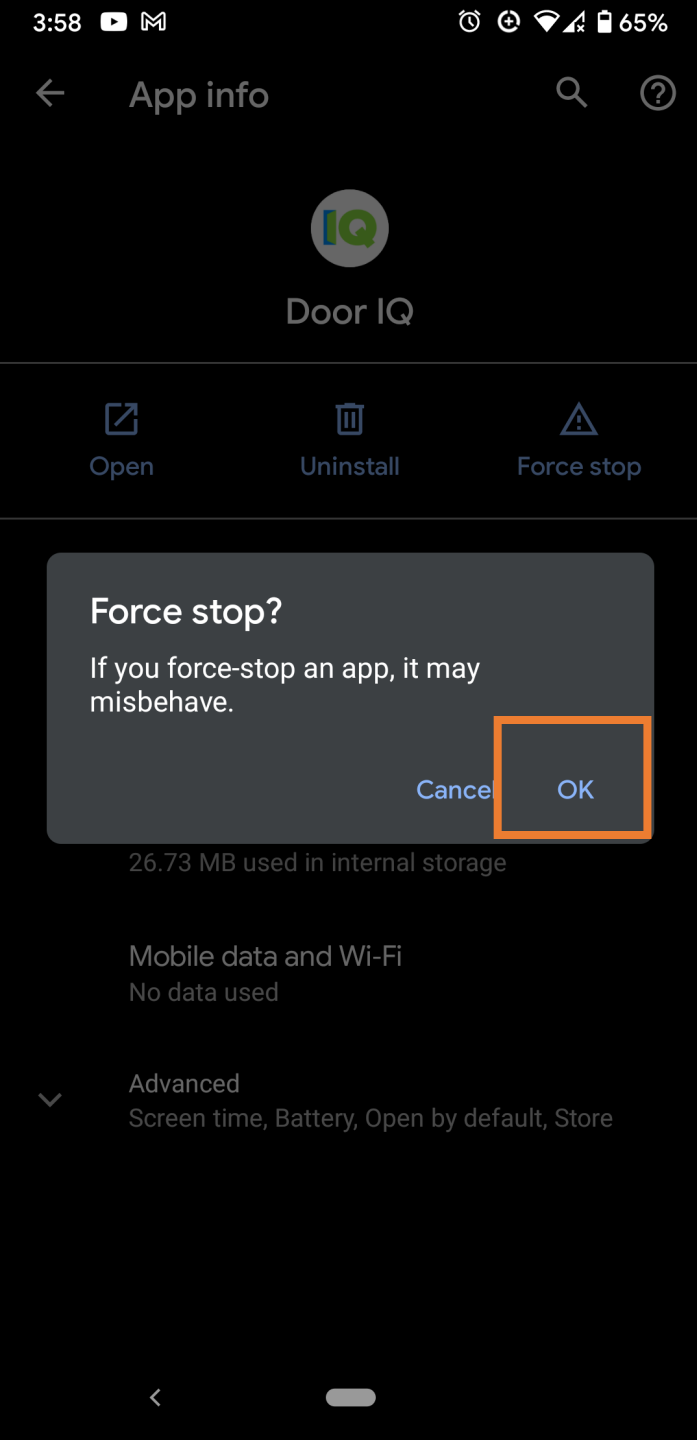 3:58 65%
App info
IQ
Door IQ
Open Uninstall Force stop
Force stop?
If you force-stop an app, it may
misbehave.
Cancel OK
26.73 MB used in internal storage
Mobile data and Wi-Fi
No data used
Advanced
Screen time, Battery, Open by default, Store